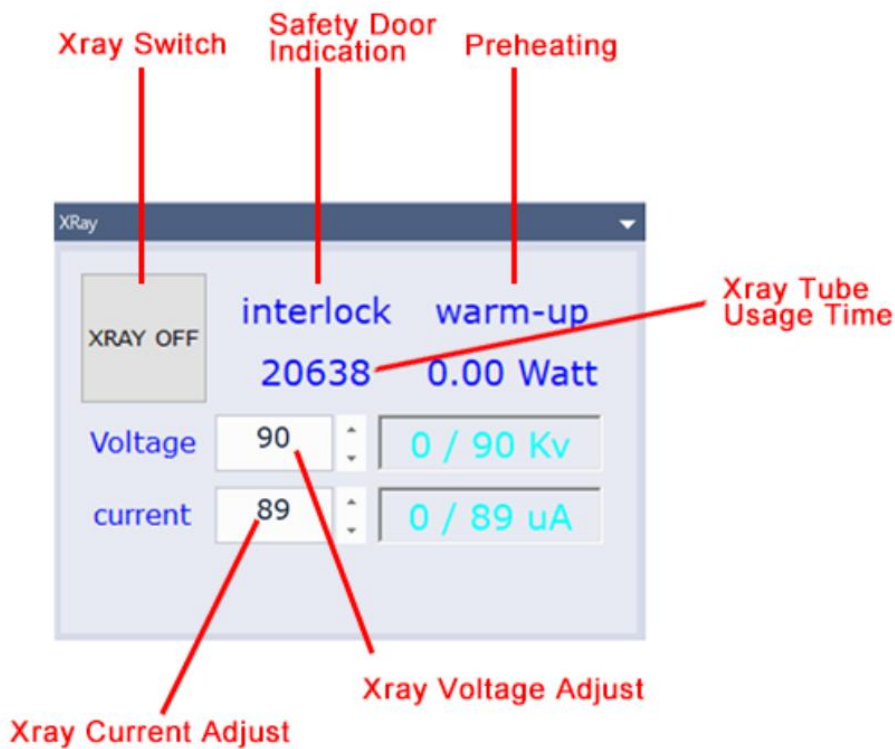 Xray Switch
Safety Door
Indication
Preheating
XRay
XRAY OFF
interlock
warm-up
Xray Tube
Usage Time
20638
0.00 Watt
Voltage
90
0 / 90 Kv
current
89
0 / 89 uA
Xray Voltage Adjust
Xray Current Adjust